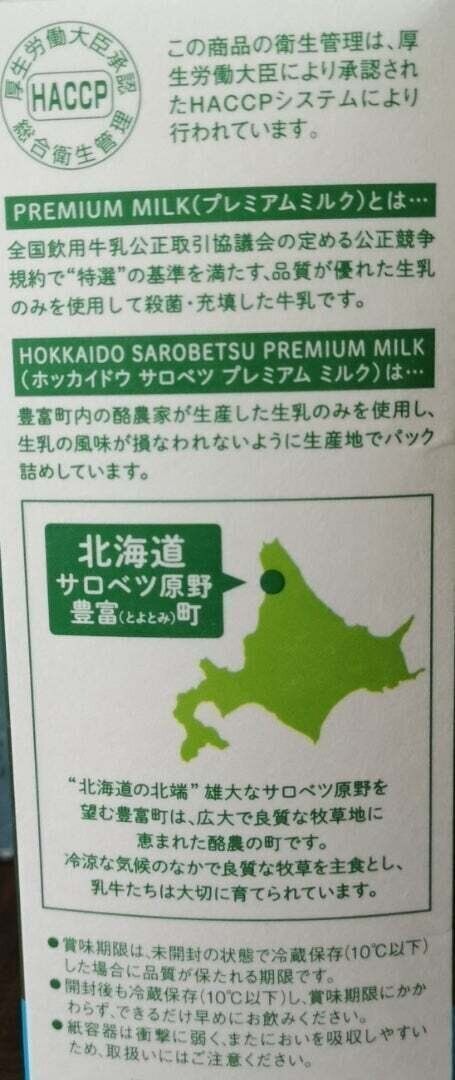 厚生労働大臣承認
HACCP
総合衛生管理
この商品の衛生管理は、厚
生労働大臣により承認され
たHACCPシステムにより
行われています。
PREMIUM MILK(プレミアムミルク)とは…
全国飲用牛乳公正取引協議会の定める公正競争
規約で“特選”の基準を満たす、品質が優れた生乳
のみを使用して殺菌・充填した牛乳です。
HOKKAIDO SAROBETSU PREMIUM MILK
(ホッカイドウ サロベツ プレミアム ミルク)は…
豊富町内の酪農家が生産した生乳のみを使用し、
生乳の風味が損なわれないように生産地でパック
詰めしています。
北海道
サロベツ原野
豊富(とよとみ)町
“北海道の北端” 雄大なサロベツ原野を
望む豊富町は、広大で良質な牧草地に
恵まれた酪農の町です。
冷涼な気候のなかで良質な牧草を主食とし、
乳牛たちは大切に育てられています。
●賞味期限は、未開封の状態で冷蔵保存(10℃以下)
した場合に品質が保たれる期限です。
●開封後も冷蔵保存(10℃以下)し、賞味期限にかか
わらず、できるだけ早めにお飲みください。
●紙容器は衝撃に弱く、またにおいを吸収しやすい
ため、取扱いにはご注意ください。